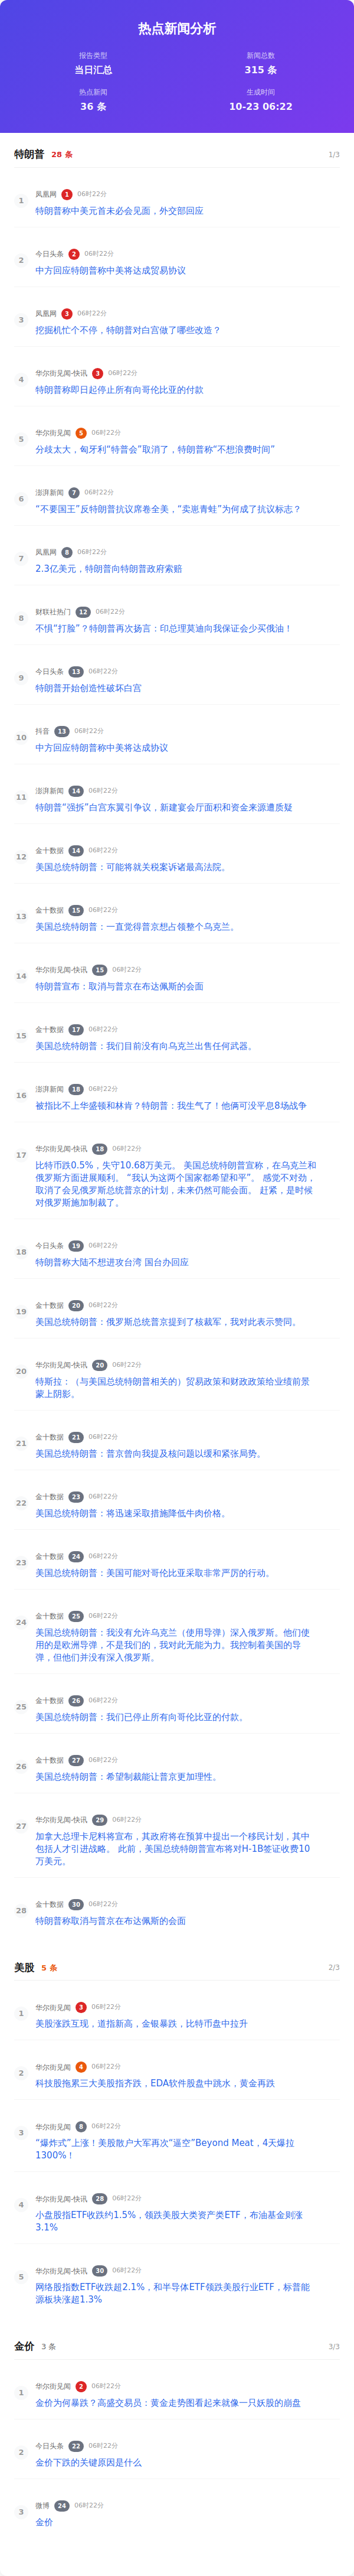 热点新闻分析
报告类型
新闻总数
当日汇总
315 条
热点新闻
生成时间
36 条
10-23 06:22
特朗普 28 条 1/3
1 凤凰网 1 06时22分
特朗普称中美元首未必会见面，外交部回应
2 今日头条 2 06时22分
中方回应特朗普称中美将达成贸易协议
3 凤凰网 3 06时22分
挖掘机忙个不停，特朗普对白宫做了哪些改造？
4 华尔街见闻-快讯 3 06时22分
特朗普称即日起停止所有向哥伦比亚的付款
5 华尔街见闻 5 06时22分
分歧太大，匈牙利“特普会”取消了，特朗普称“不想浪费时间”
6 澎湃新闻 7 06时22分
“不要国王”反特朗普抗议席卷全美，“卖崽青蛙”为何成了抗议标志？
7 凤凰网 8 06时22分
2.3亿美元，特朗普向特朗普政府索赔
8 财联社热门 12 06时22分
不惧“打脸”？特朗普再次扬言：印总理莫迪向我保证会少买俄油！
9 今日头条 13 06时22分
特朗普开始创造性破坏白宫
10 抖音 13 06时22分
中方回应特朗普称中美将达成协议
11 澎湃新闻 14 06时22分
特朗普“强拆”白宫东翼引争议，新建宴会厅面积和资金来源遭质疑
12 金十数据 14 06时22分
美国总统特朗普：可能将就关税案诉诸最高法院。
13 金十数据 15 06时22分
美国总统特朗普：一直觉得普京想占领整个乌克兰。
14 华尔街见闻-快讯 15 06时22分
特朗普宣布：取消与普京在布达佩斯的会面
15 金十数据 17 06时22分
美国总统特朗普：我们目前没有向乌克兰出售任何武器。
16 澎湃新闻 18 06时22分
被指比不上华盛顿和林肯？特朗普：我生气了！他俩可没平息8场战争
17 华尔街见闻-快讯 18 06时22分
比特币跌0.5%，失守10.68万美元。 美国总统特朗普宣称，在乌克兰和
俄罗斯方面进展顺利。 “我认为这两个国家都希望和平”。 感觉不对劲，
取消了会见俄罗斯总统普京的计划，未来仍然可能会面。 赶紧，是时候
对俄罗斯施加制裁了。
18 今日头条 19 06时22分
特朗普称大陆不想进攻台湾 国台办回应
19 金十数据 20 06时22分
美国总统特朗普：俄罗斯总统普京提到了核裁军，我对此表示赞同。
20 华尔街见闻-快讯 20 06时22分
特斯拉：（与美国总统特朗普相关的）贸易政策和财政政策给业绩前景
蒙上阴影。
21 金十数据 21 06时22分
美国总统特朗普：普京曾向我提及核问题以缓和紧张局势。
22 金十数据 23 06时22分
美国总统特朗普：将迅速采取措施降低牛肉价格。
23 金十数据 24 06时22分
美国总统特朗普：美国可能对哥伦比亚采取非常严厉的行动。
24 金十数据 25 06时22分
美国总统特朗普：我没有允许乌克兰（使用导弹）深入俄罗斯。他们使
用的是欧洲导弹，不是我们的，我对此无能为力。我控制着美国的导
弹，但他们并没有深入俄罗斯。
25 金十数据 26 06时22分
美国总统特朗普：我们已停止所有向哥伦比亚的付款。
26 金十数据 27 06时22分
美国总统特朗普：希望制裁能让普京更加理性。
27 华尔街见闻-快讯 29 06时22分
加拿大总理卡尼料将宣布，其政府将在预算中提出一个移民计划，其中
包括人才引进战略。 此前，美国总统特朗普宣布将对H-1B签证收费10
万美元。
28 金十数据 30 06时22分
特朗普称取消与普京在布达佩斯的会面
美股 5 条 2/3
1 华尔街见闻 3 06时22分
美股涨跌互现，道指新高，金银暴跌，比特币盘中拉升
2 华尔街见闻 4 06时22分
科技股拖累三大美股指齐跌，EDA软件股盘中跳水，黄金再跌
3 华尔街见闻 8 06时22分
“爆炸式”上涨！美股散户大军再次“逼空”Beyond Meat，4天爆拉
1300%！
4 华尔街见闻-快讯 28 06时22分
小盘股指ETF收跌约1.5%，领跌美股大类资产类ETF，布油基金则涨
3.1%
5 华尔街见闻-快讯 30 06时22分
网络股指数ETF收跌超2.1%，和半导体ETF领跌美股行业ETF，标普能
源板块涨超1.3%
金价 3 条 3/3
1 华尔街见闻 2 06时22分
金价为何暴跌？高盛交易员：黄金走势图看起来就像一只妖股的崩盘
2 今日头条 22 06时22分
金价下跌的关键原因是什么
3 微博 24 06时22分
金价